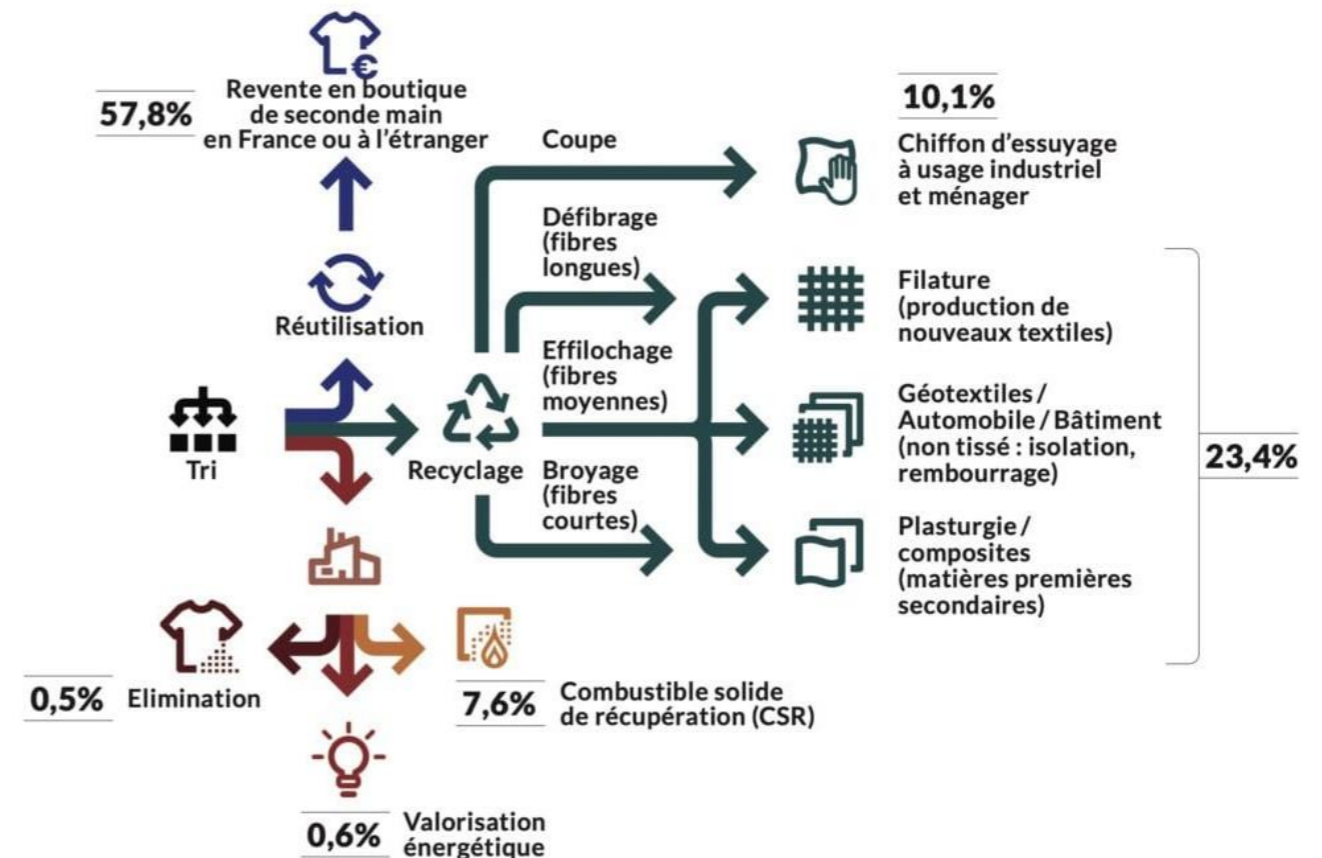 57,8%
Revente en boutique
de seconde main
en France ou à l'étranger
Réutilisation
Tri
Recyclage
Coupe
Défibrage
(fibres
longues)
Effilochage
(fibres
moyennes)
Broyage
(fibres
courtes)
10,1%
Chiffon d'essuyage
à usage industriel
et ménager
Filature
(production de
nouveaux textiles)
Géotextiles /
Automobile / Bâtiment
(non tissé : isolation,
rembourrage)
Plasturgie /
composites
(matières premières
secondaires)
23,4%
0,5%
Elimination
7,6%
Combustible solide
de récupération (CSR)
0,6%
Valorisation
énergétique